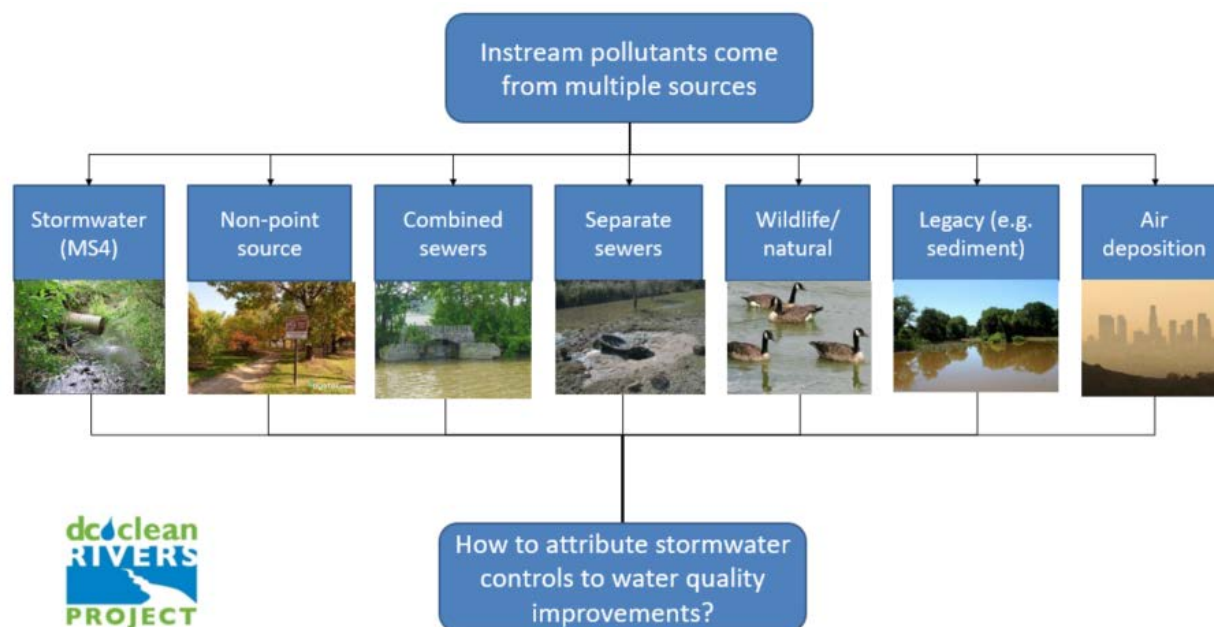 Instream pollutants come
from multiple sources
Stormwater
(MS4)
Non-point
source
Combined
sewers
Separate
sewers
Wildlife/
natural
Legacy (e.g.
sediment)
Air
deposition
dc clean
RIVERS
PROJECT
How to attribute stormwater
controls to water quality
improvements?